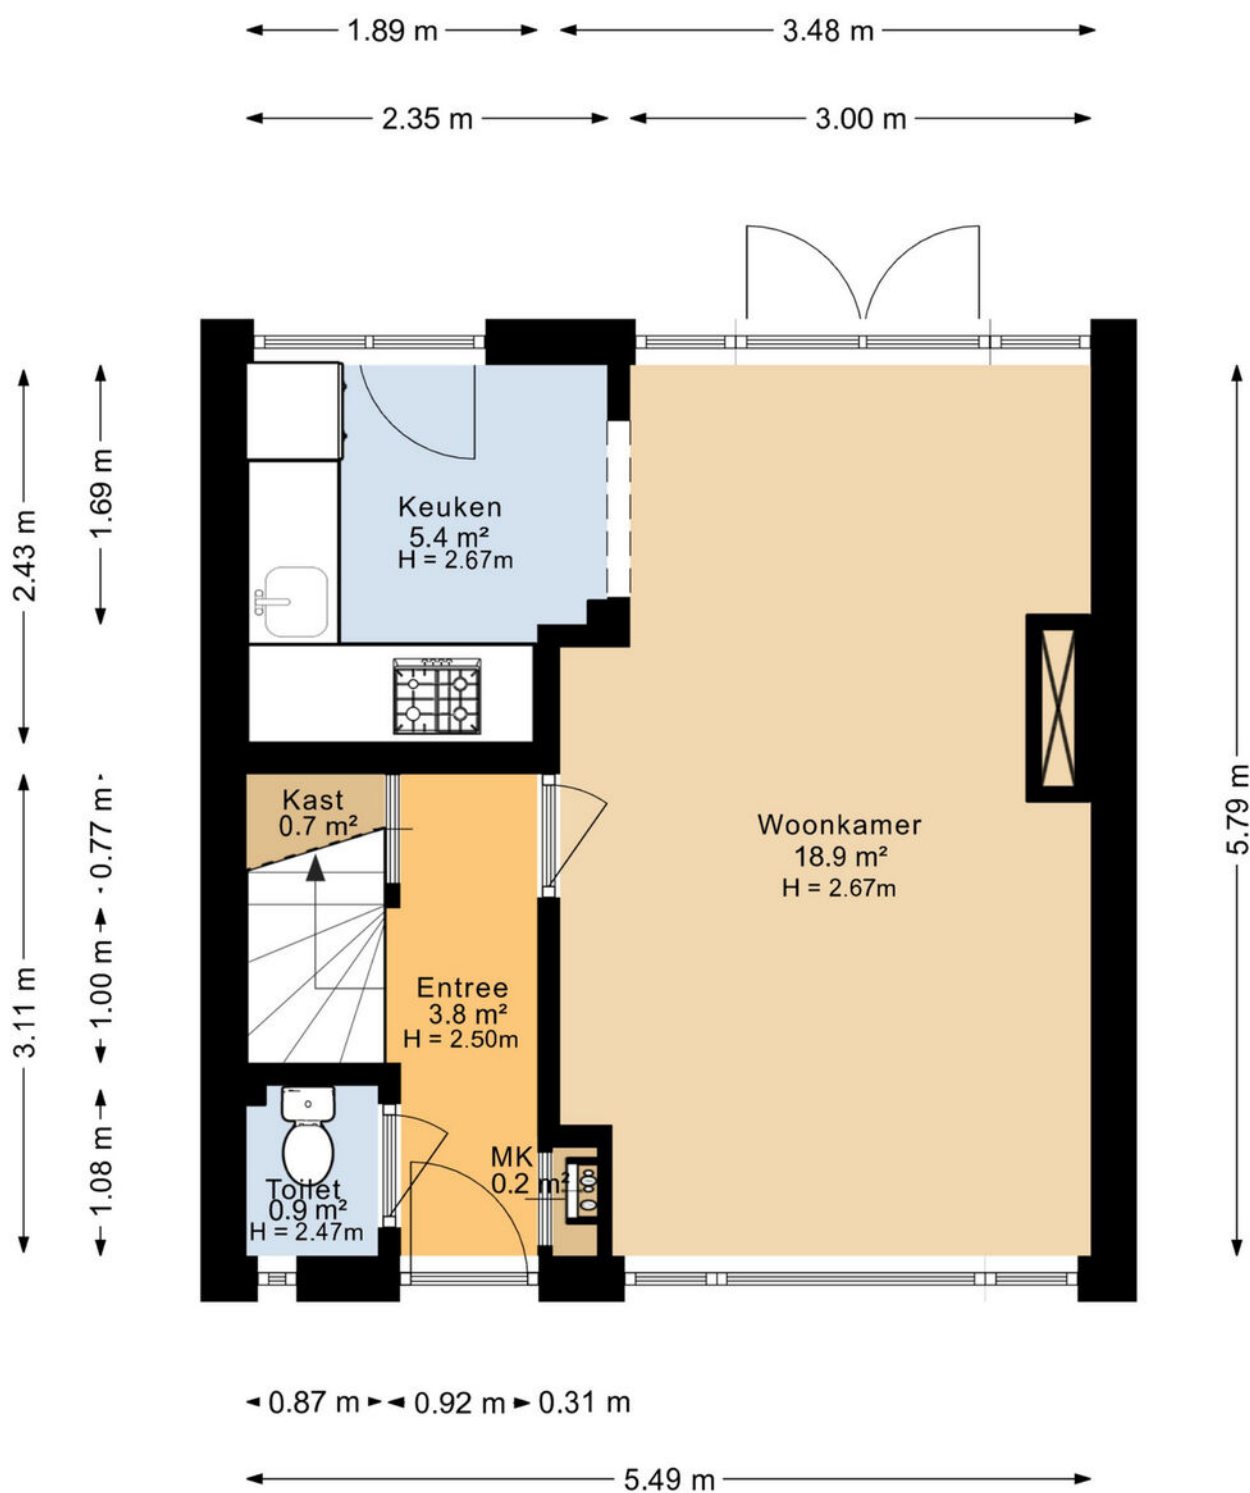 1.89 m
3.48 m
2.35 m
3.00 m
2.43 m
1.69 m
Keuken
5.4 m²
H = 2.67m
5.79 m
Kast
0.7 m²
0.77 m
Woonkamer
18.9 m²
H = 2.67m
3.11 m
1.00 m
Entree
3.8 m²
H = 2.50m
1.08 m
MK
0.2 m²
Toilet
0.9 m²
H = 2.47m
0.87 m
0.92 m
0.31 m
5.49 m